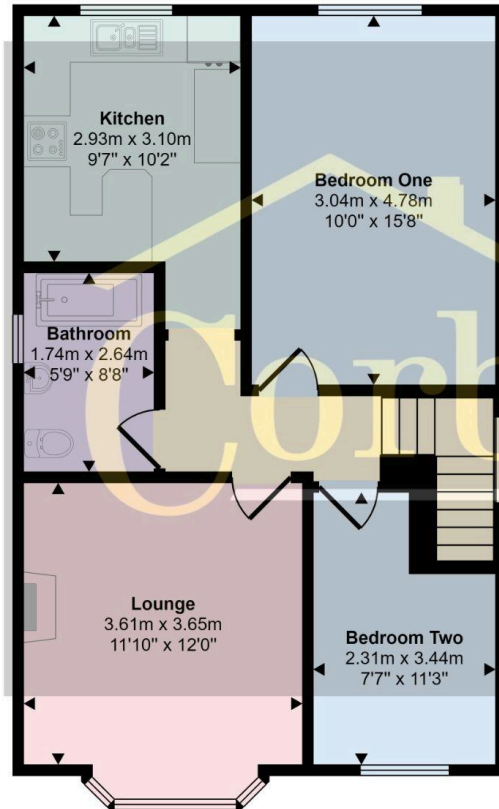 Kitchen
2.93m x 3.10m
9'7" x 10'2"
Bedroom One
3.04m x 4.78m
10'0" x 15'8"
Bathroom
1.74m x 2.64m
5'9" x 8'8"
Lounge
3.61m x 3.65m
11'10" x 12'0"
Bedroom Two
2.31m x 3.44m
7'7" x 11'3"